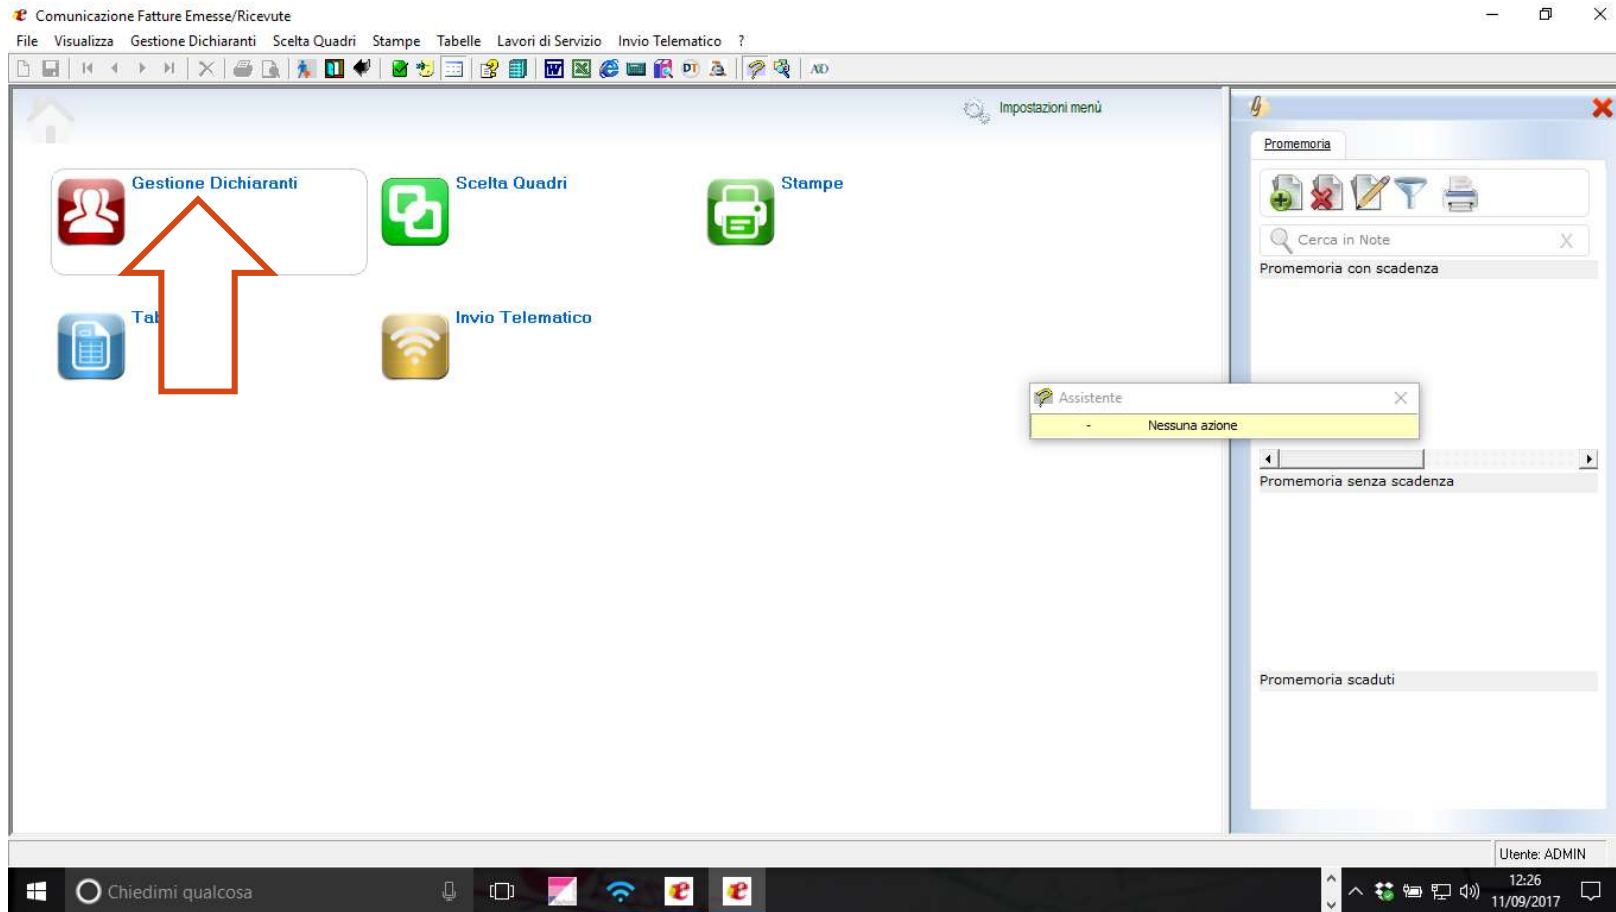 Comunicazione Fatture Emesse/Ricevute
File Visualizza Gestione Dichiaranti Scelta Quadri Stampe Tabelle Lavori di Servizio Invio Telematico ?
Impostazioni menù
Promemoria
Gestione Dichiaranti
Scelta Quadri
Stampe
Cerca in Note X
Promemoria con scadenza
Invio Telematico
Assistente
- Nessuna azione
Promemoria senza scadenza
Promemoria scaduti
Utente: ADMIN
Chiedimi qualcosa
12:26
11/09/2017